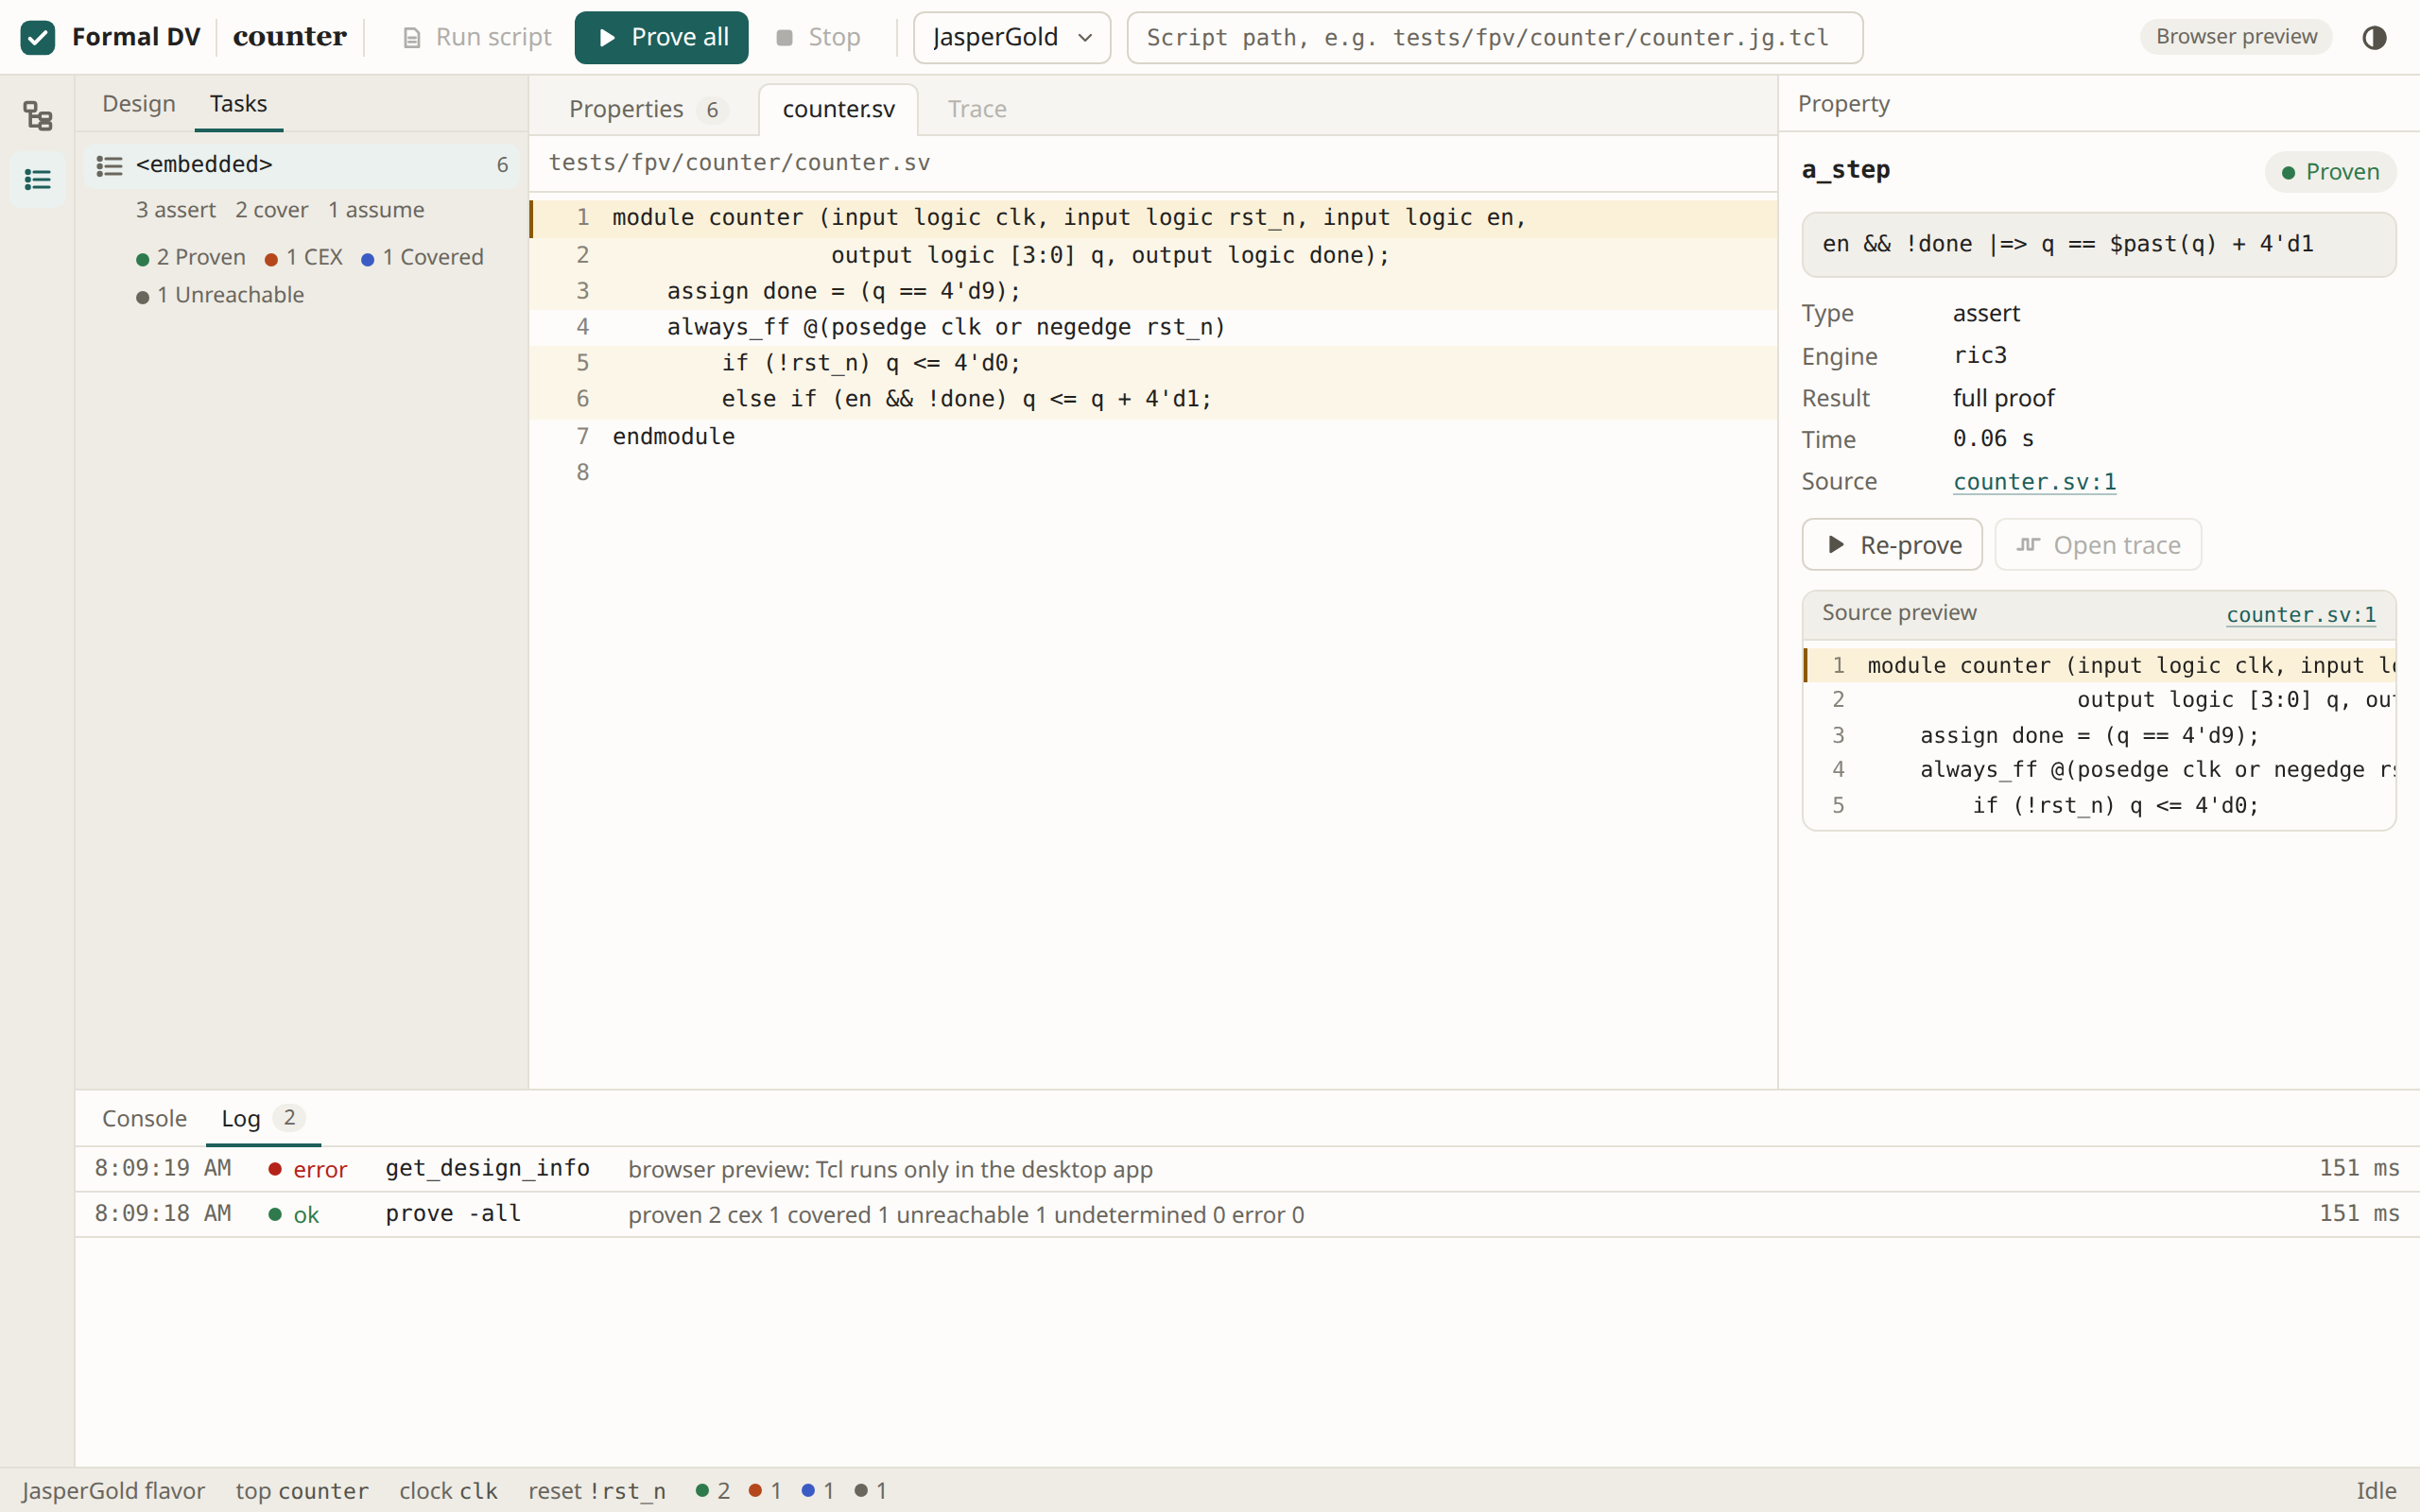 Formal DV counter Run script Prove all Stop JasperGold Script path, e.g. tests/fpv/counter/counter.jg.tcl Browser preview
Design Tasks
<embedded> 6
3 assert 2 cover 1 assume
2 Proven 1 CEX 1 Covered
1 Unreachable
Properties 6 counter.sv Trace
tests/fpv/counter/counter.sv
1 module counter (input logic clk, input logic rst_n, input logic en,
2                 output logic [3:0] q, output logic done);
3     assign done = (q == 4'd9);
4     always_ff @(posedge clk or negedge rst_n)
5         if (!rst_n) q <= 4'd0;
6         else if (en && !done) q <= q + 4'd1;
7 endmodule
8
Property
a_step Proven
en && !done |=> q == $past(q) + 4'd1
Type assert
Engine ric3
Result full proof
Time 0.06 s
Source counter.sv:1
Re-prove Open trace
Source preview counter.sv:1
1 module counter (input logic clk, input lo
2                 output logic [3:0] q, out
3     assign done = (q == 4'd9);
4     always_ff @(posedge clk or negedge rs
5         if (!rst_n) q <= 4'd0;
Console Log 2
8:09:19 AM error get_design_info browser preview: Tcl runs only in the desktop app 151 ms
8:09:18 AM ok prove -all proven 2 cex 1 covered 1 unreachable 1 undetermined 0 error 0 151 ms
JasperGold flavor top counter clock clk reset !rst_n 2 1 1 1 Idle